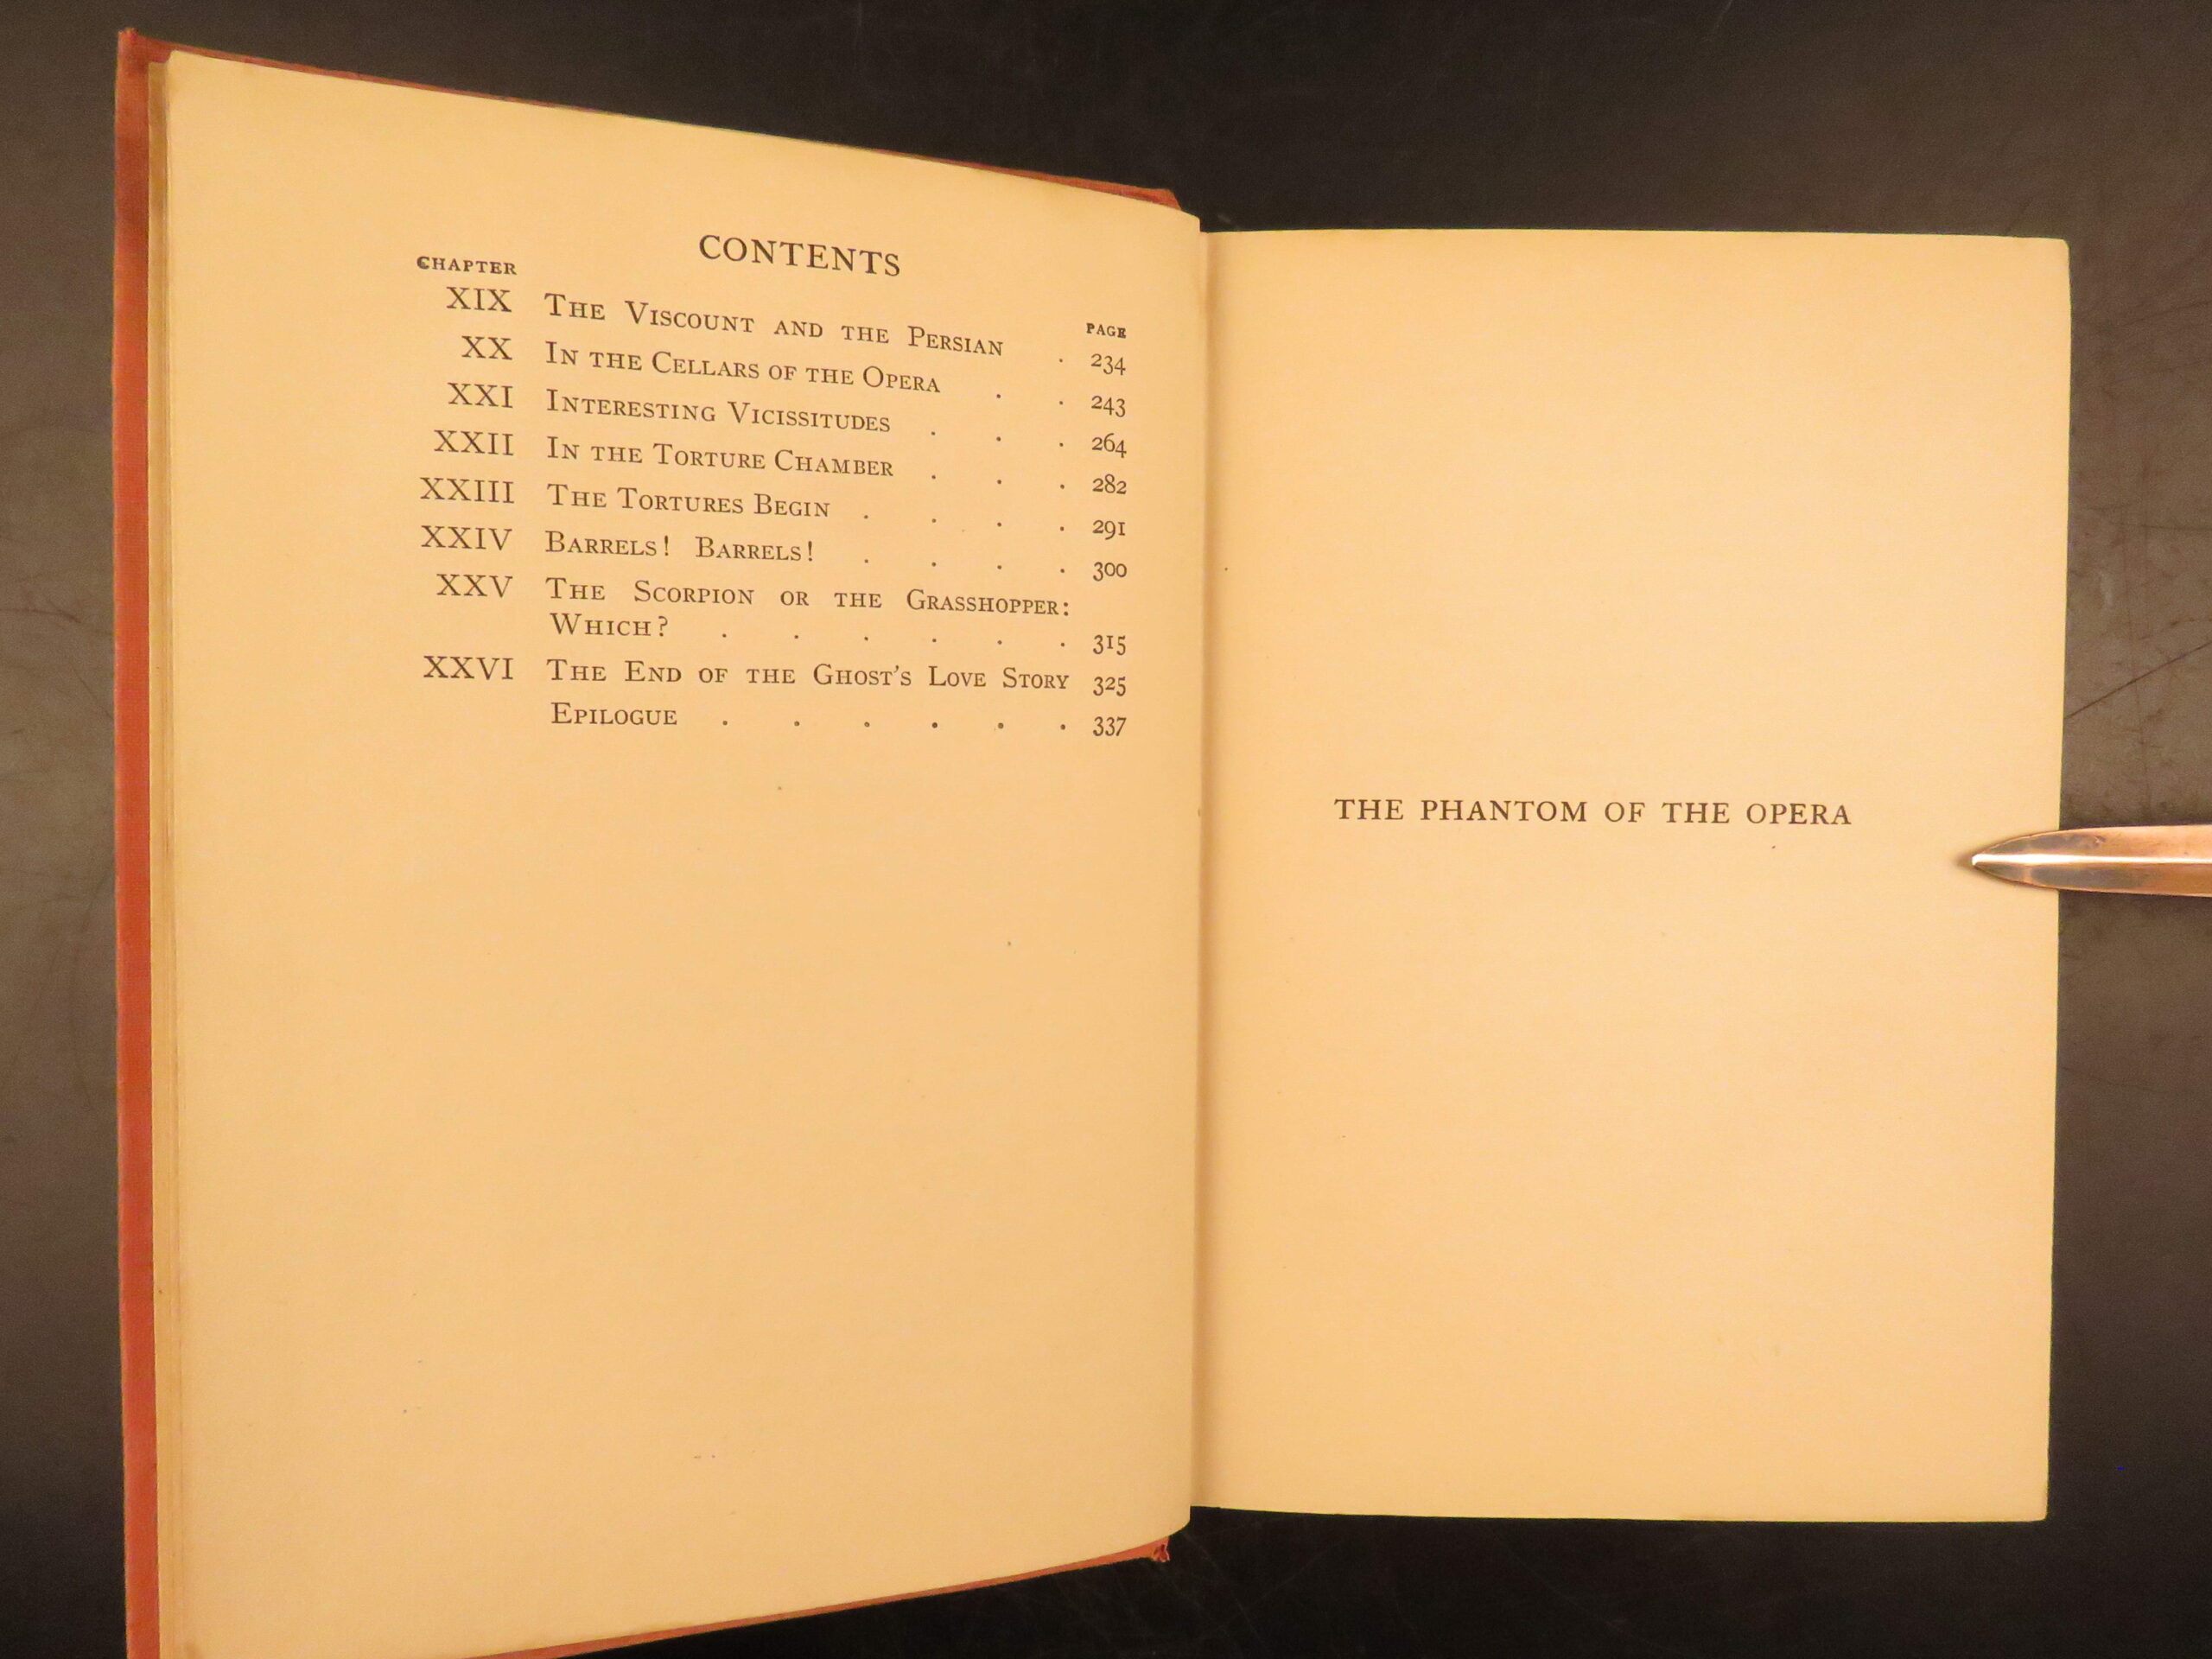 CONTENTS
CHAPTER PAGE
XIX The Viscount and the Persian . 234
XX In the Cellars of the Opera . . 243
XXI Interesting Vicissitudes . . . 264
XXII In the Torture Chamber . . . 282
XXIII The Tortures Begin . . . . 291
XXIV Barrels! Barrels! . . . . 300
XXV The Scorpion or the Grasshopper:
Which? . . . . . . 315
XXVI The End of the Ghost's Love Story 325
Epilogue . . . . . . 337
THE PHANTOM OF THE OPERA